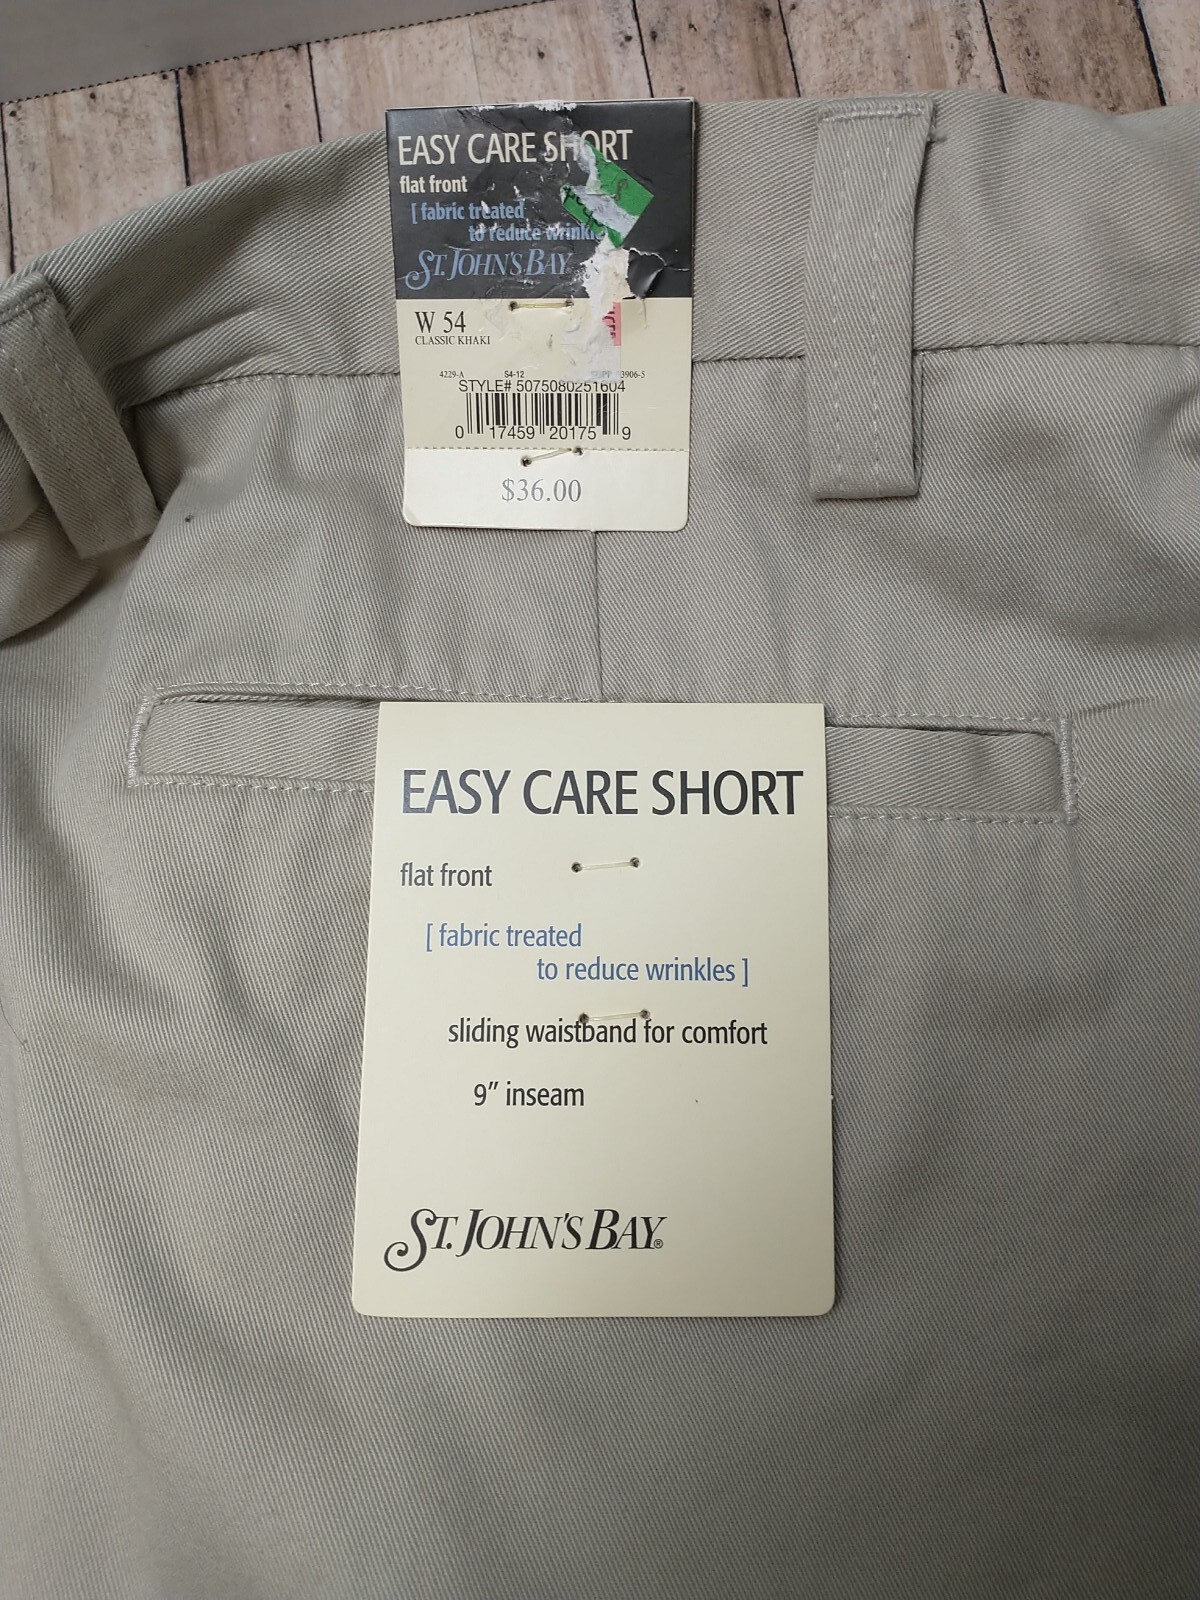 EASY CARE SHORT
flat front
[ fabric treated
to reduce wrinkles
ST. JOHN'S BAY
W 54
CLASSIC KHAKI
4229-A S4-12 3906-5
STYLE# 5075080251604
0 17459 20175 9
$36.00
EASY CARE SHORT
flat front
[ fabric treated
to reduce wrinkles ]
sliding waistband for comfort
9" inseam
ST. JOHN'S BAY®